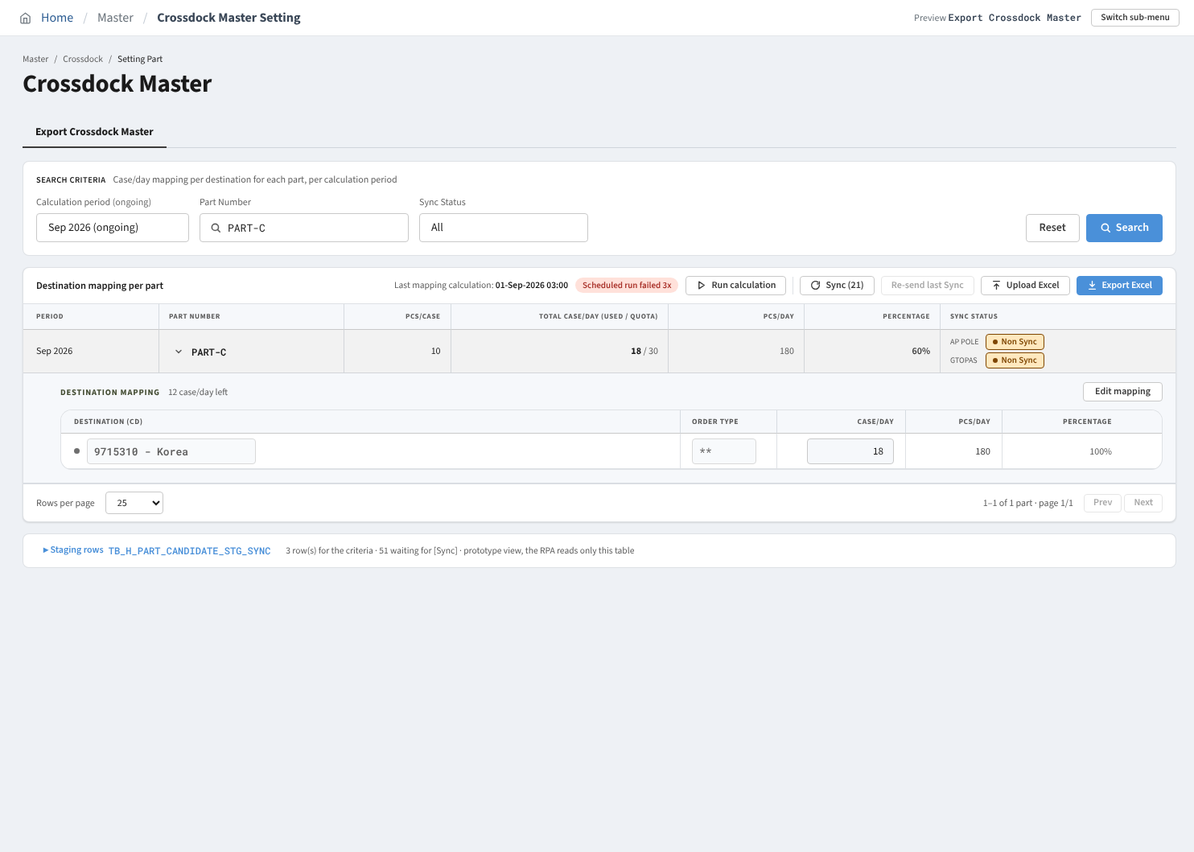 Home / Master / Crossdock Master Setting Preview Export Crossdock Master Switch sub-menu
Master / Crossdock / Setting Part
Crossdock Master
Export Crossdock Master
SEARCH CRITERIA Case/day mapping per destination for each part, per calculation period
Calculation period (ongoing) Part Number Sync Status
Sep 2026 (ongoing) PART-C All Reset Search
Destination mapping per part Last mapping calculation: 01-Sep-2026 03:00 Scheduled run failed 3x Run calculation Sync (21) Re-send last Sync Upload Excel Export Excel
PERIOD PART NUMBER PCS/CASE TOTAL CASE/DAY (USED / QUOTA) PCS/DAY PERCENTAGE SYNC STATUS
Sep 2026 PART-C 10 18 / 30 180 60% AP POLE Non Sync
GTOPAS Non Sync
DESTINATION MAPPING 12 case/day left Edit mapping
DESTINATION (CD) ORDER TYPE CASE/DAY PCS/DAY PERCENTAGE
9715310 - Korea ** 18 180 100%
Rows per page 25 1–1 of 1 part · page 1/1 Prev Next
▸ Staging rows TB_H_PART_CANDIDATE_STG_SYNC 3 row(s) for the criteria · 51 waiting for [Sync] · prototype view, the RPA reads only this table